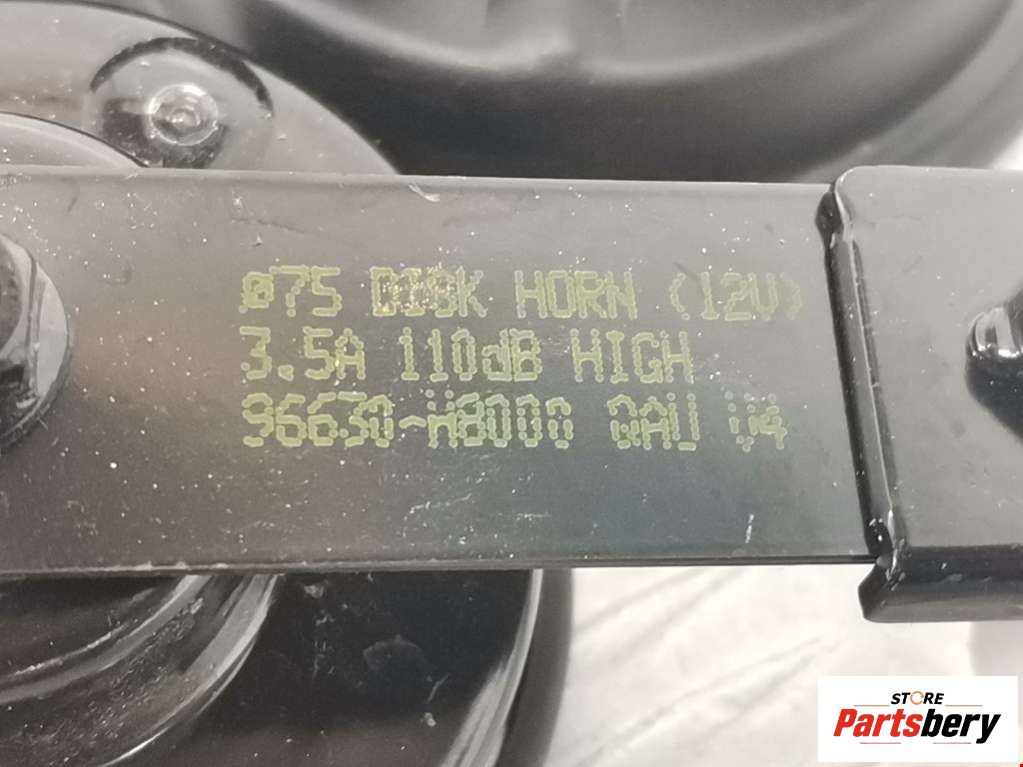 ø75 DISK HORN (12V)
3.5A 110dB HIGH
96630-H8000 QAU V4
STORE
Partsbery